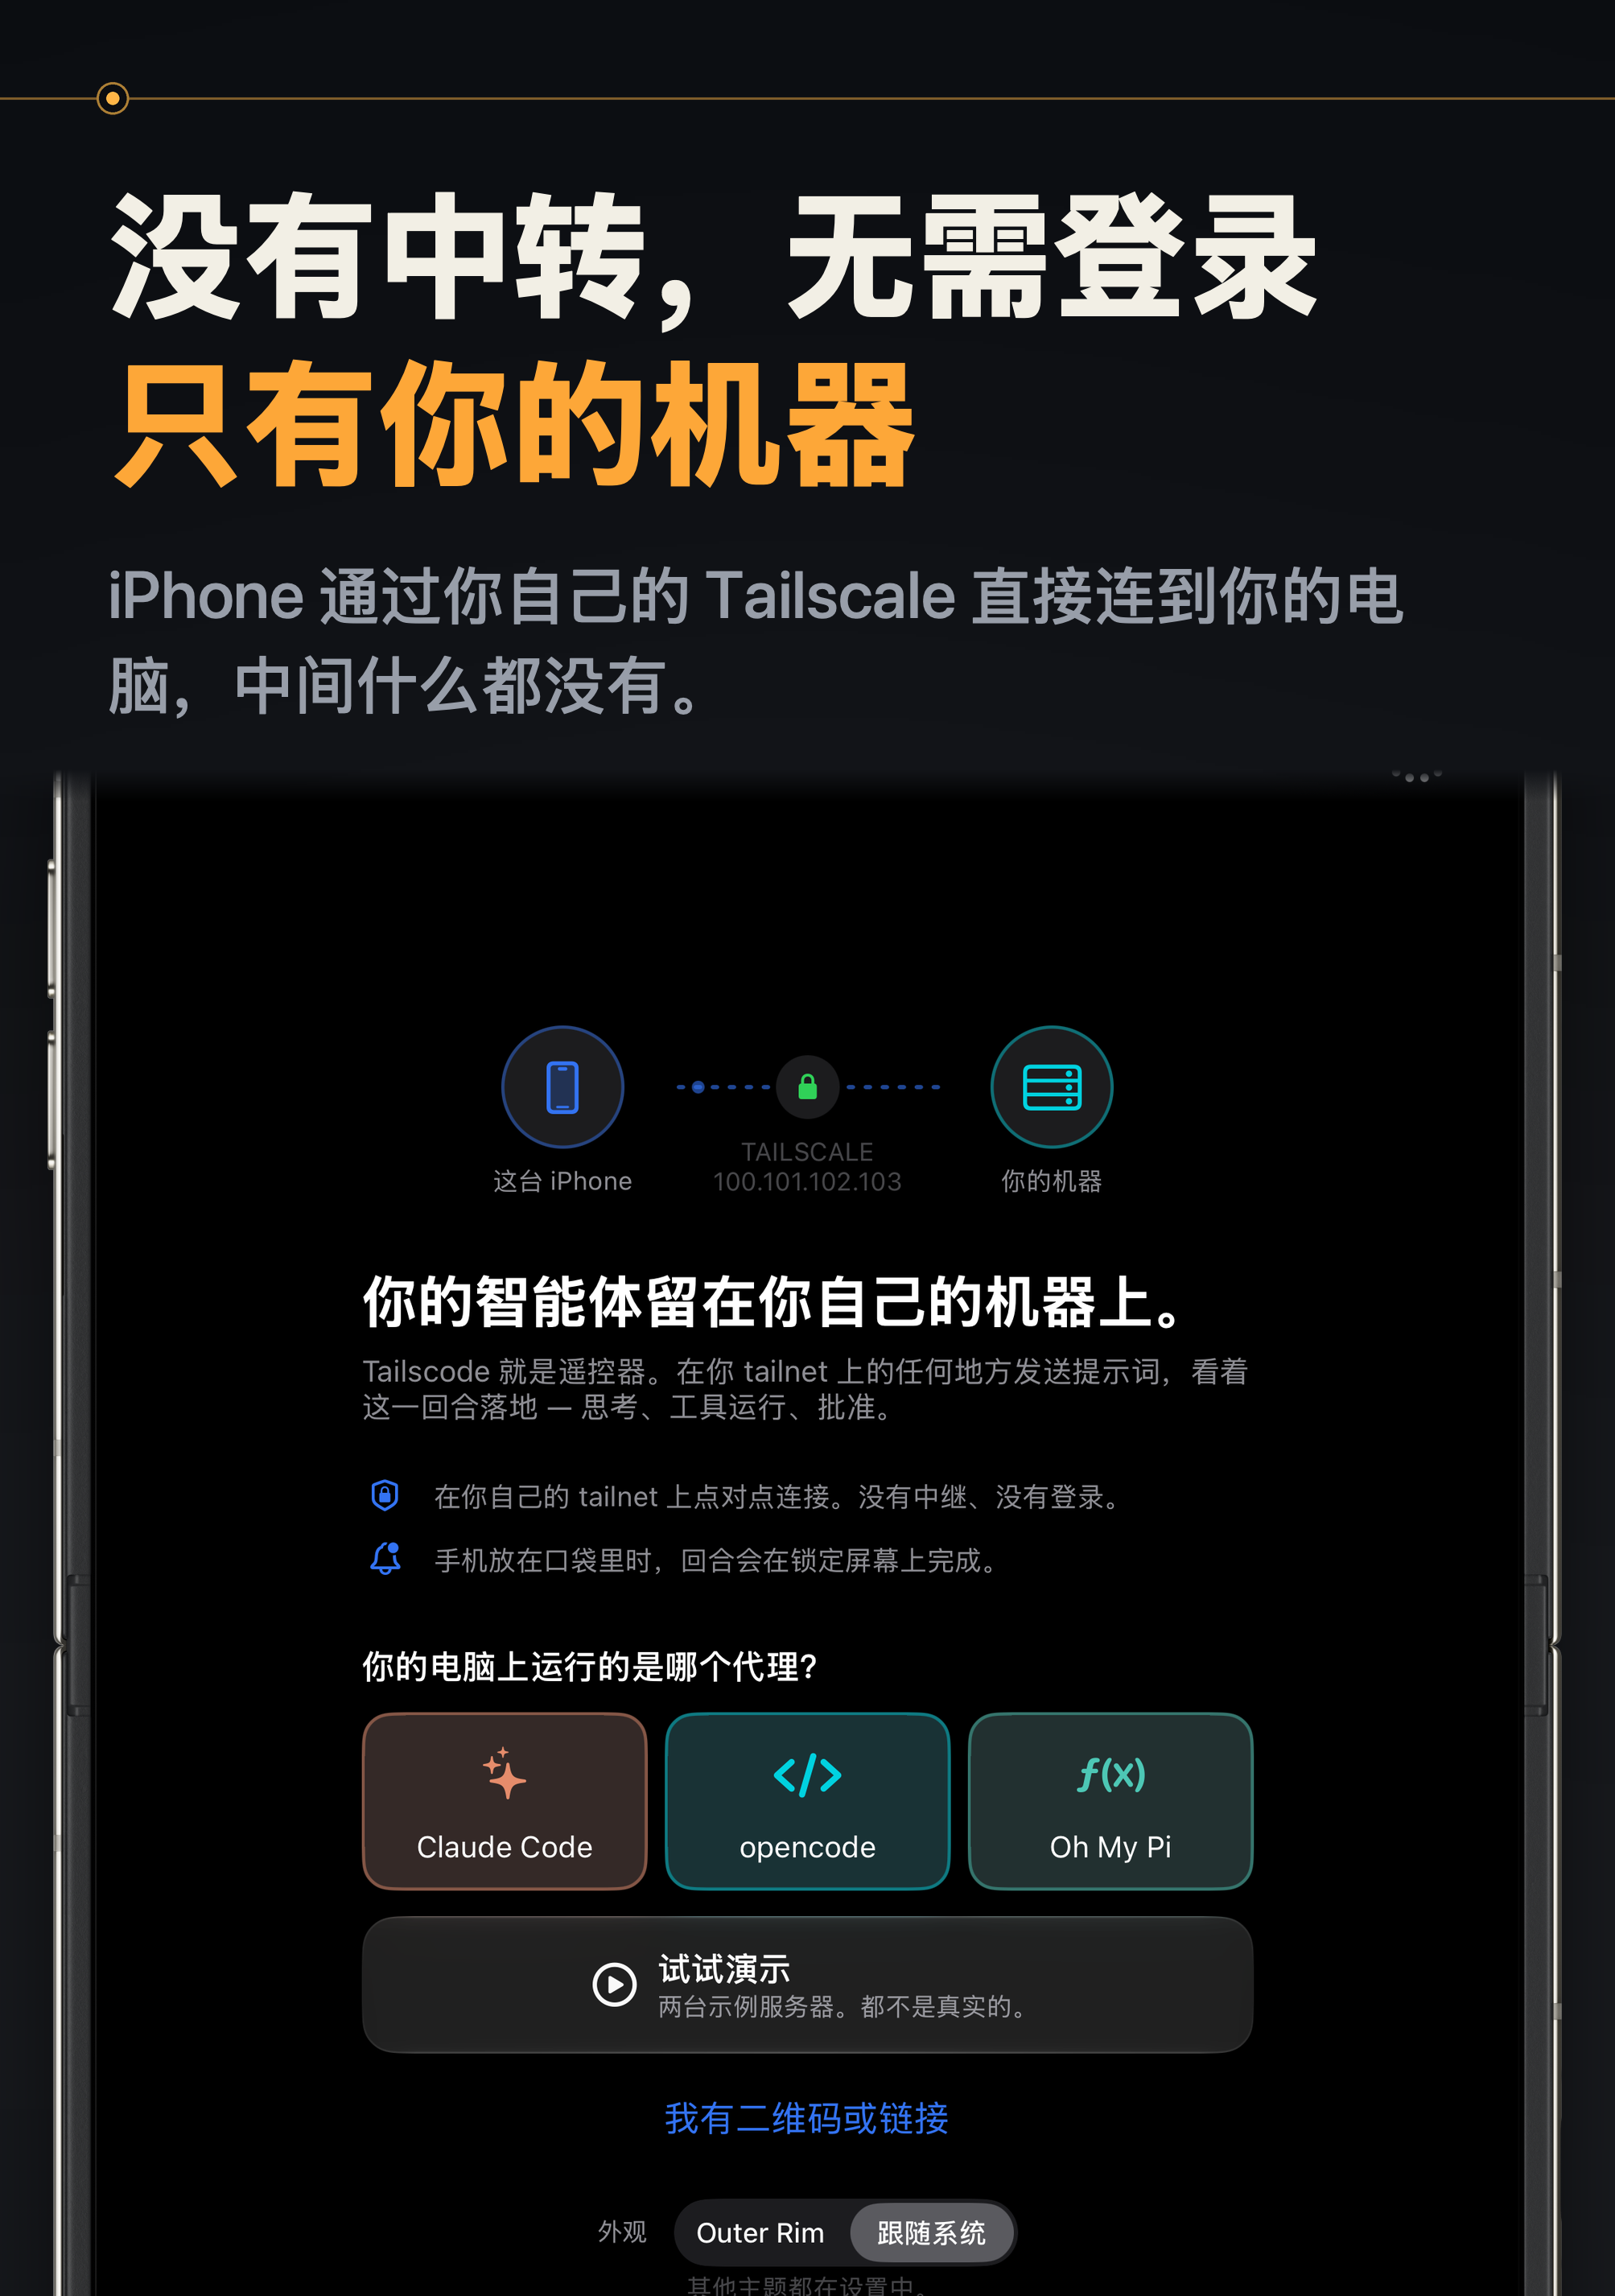 没有中转，无需登录
只有你的机器
iPhone 通过你自己的 Tailscale 直接连到你的电
脑，中间什么都没有。
TAILSCALE
这台 iPhone
100.101.102.103
你的机器
你的智能体留在你自己的机器上。
Tailscode 就是遥控器。在你 tailnet 上的任何地方发送提示词，看着
这一回合落地 — 思考、工具运行、批准。
在你自己的 tailnet 上点对点连接。没有中继、没有登录。
手机放在口袋里时，回合会在锁定屏幕上完成。
你的电脑上运行的是哪个代理?
Claude Code
opencode
f(x)
Oh My Pi
试试演示
两台示例服务器。都不是真实的。
我有二维码或链接
外观
Outer Rim
跟随系统
其他主题都在设置中。